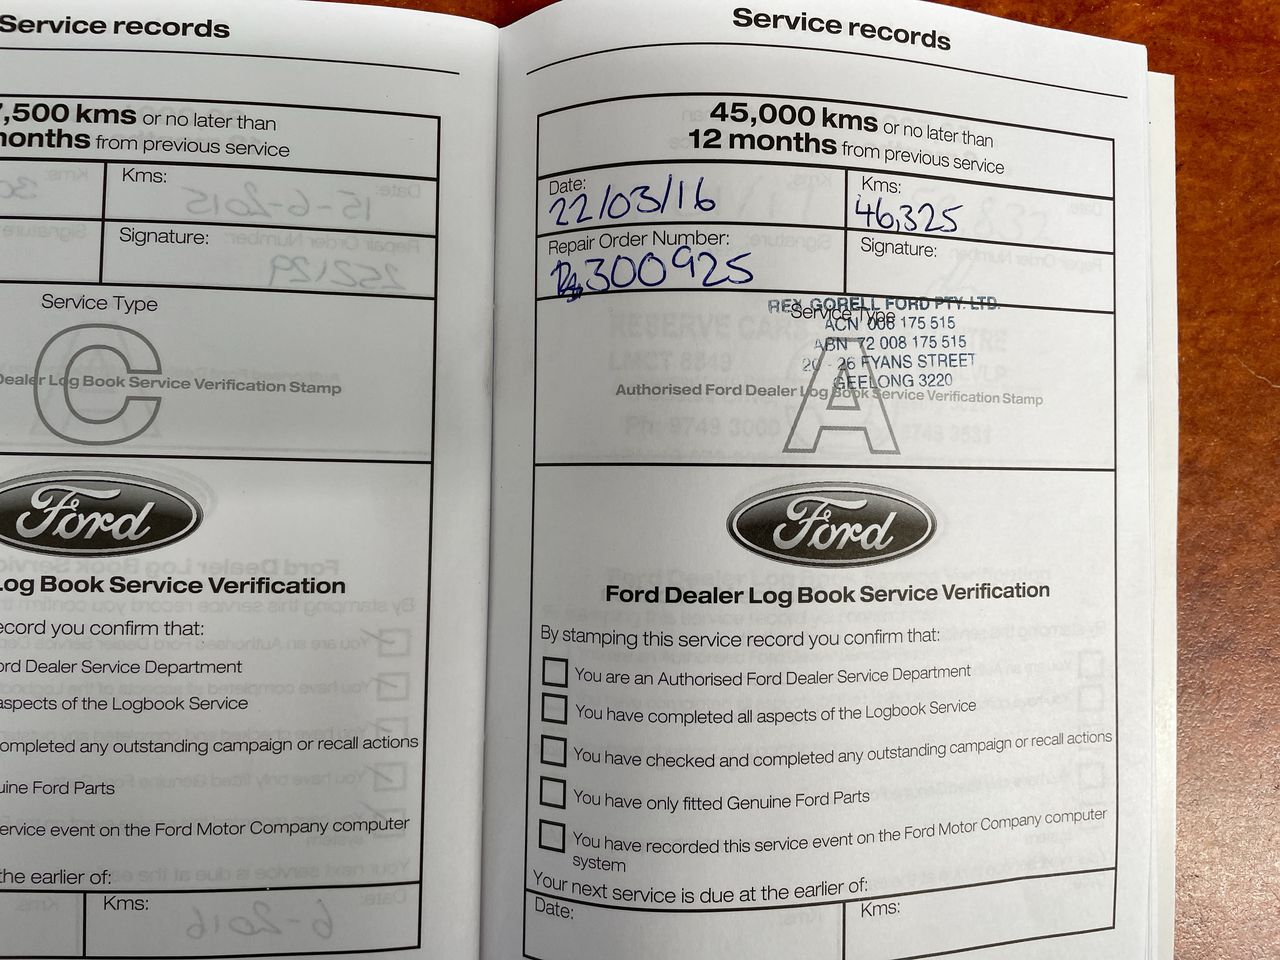 Service records
7,500 kms or no later than
months from previous service
Kms:
Signature:
Service Type
C
Dealer Log Book Service Verification Stamp
Ford
Log Book Service Verification
ecord you confirm that:
ord Dealer Service Department
aspects of the Logbook Service
ompleted any outstanding campaign or recall actions
uine Ford Parts
ervice event on the Ford Motor Company computer
the earlier of:
Kms:
Service records
45,000 kms or no later than
12 months from previous service
Date: 22/03/16
Kms: 46,325
Repair Order Number: 300925
Signature:
REX GORELL FORD PTY. LTD.
Service Type
ACN 008 175 515
ABN 72 008 175 515
20 - 26 FYANS STREET
GEELONG 3220
Authorised Ford Dealer Log Book Service Verification Stamp
A
Ford
Ford Dealer Log Book Service Verification
By stamping this service record you confirm that:
You are an Authorised Ford Dealer Service Department
You have completed all aspects of the Logbook Service
You have checked and completed any outstanding campaign or recall actions
You have only fitted Genuine Ford Parts
You have recorded this service event on the Ford Motor Company computer
system
Your next service is due at the earlier of:
Date:
Kms: